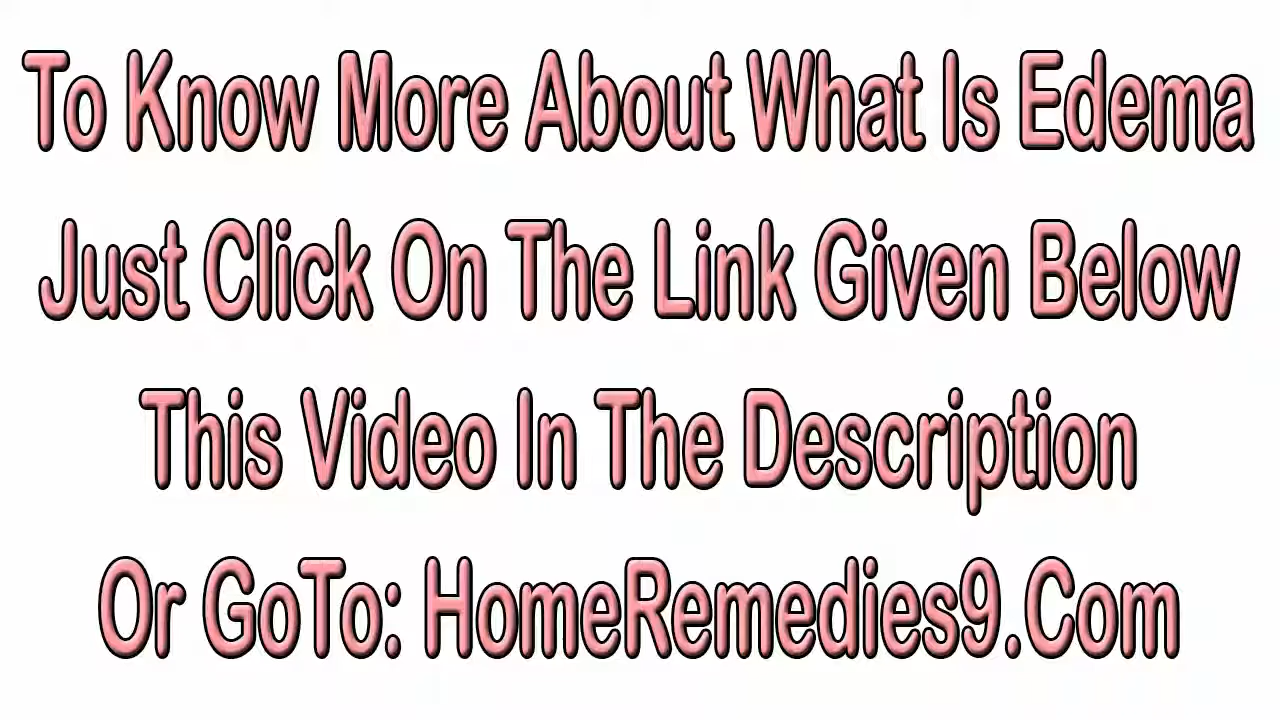 To Know More About What Is Edema
Just Click On The Link Given Below
This Video In The Description
Or GoTo: HomeRemedies9.Com